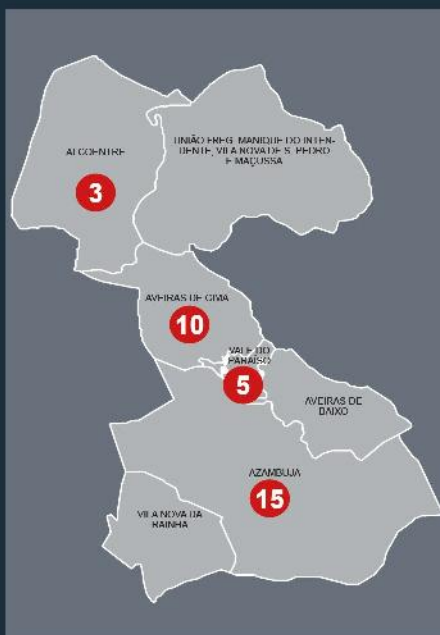 UNIÃO FREG. MANIQUE DO INTEN-
DENTE, VILA NOVA DE S. PEDRO
E MAÇUSSA
ALCOENTRE
3
AVEIRAS DE CIMA
10
VALE DO
PARAÍSO
5
AVEIRAS DE
BAIXO
AZAMBUJA
15
VILA NOVA DA
RAINHA